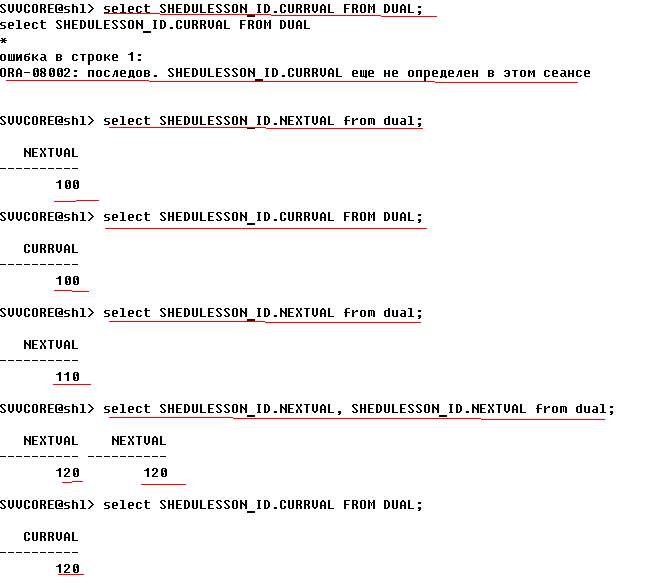 SVVCORE@shl> select SHEDULESSON_ID.CURRVAL FROM DUAL;
select SHEDULESSON_ID.CURRVAL FROM DUAL
*
ошибка в строке 1:
ORA-08002: последов. SHEDULESSON_ID.CURRVAL еще не определен в этом сеансе
SVVCORE@shl> select SHEDULESSON_ID.NEXTVAL from dual;
NEXTVAL
----------
100
SVVCORE@shl> select SHEDULESSON_ID.CURRVAL FROM DUAL;
CURRVAL
----------
100
SVVCORE@shl> select SHEDULESSON_ID.NEXTVAL from dual;
NEXTVAL
----------
110
SVVCORE@shl> select SHEDULESSON_ID.NEXTVAL, SHEDULESSON_ID.NEXTVAL from dual;
NEXTVAL    NEXTVAL
---------- ----------
120        120
SVVCORE@shl> select SHEDULESSON_ID.CURRVAL FROM DUAL;
CURRVAL
----------
120